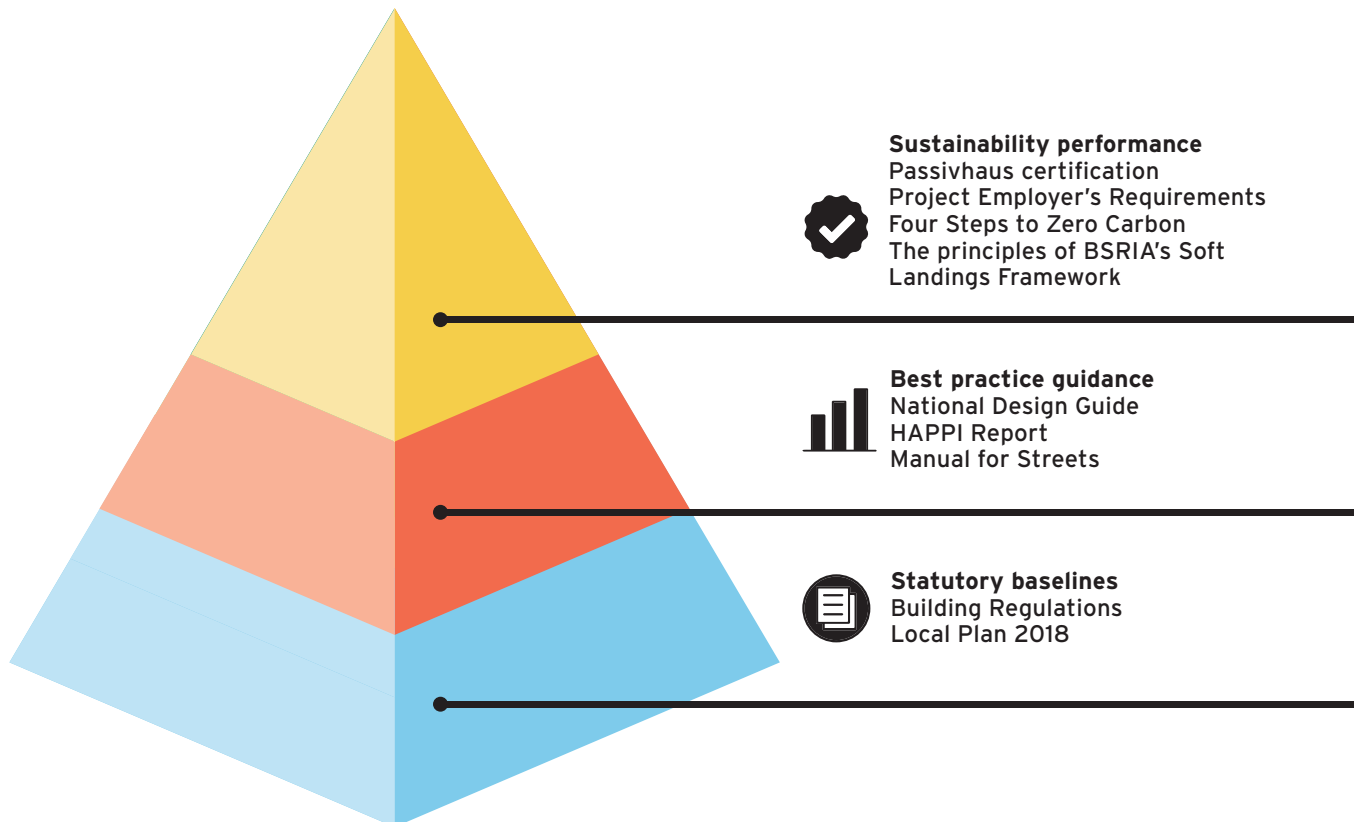 Sustainability performance
Passivhaus certification
Project Employer’s Requirements
Four Steps to Zero Carbon
The principles of BSRIA’s Soft
Landings Framework
Best practice guidance
National Design Guide
HAPPI Report
Manual for Streets
Statutory baselines
Building Regulations
Local Plan 2018